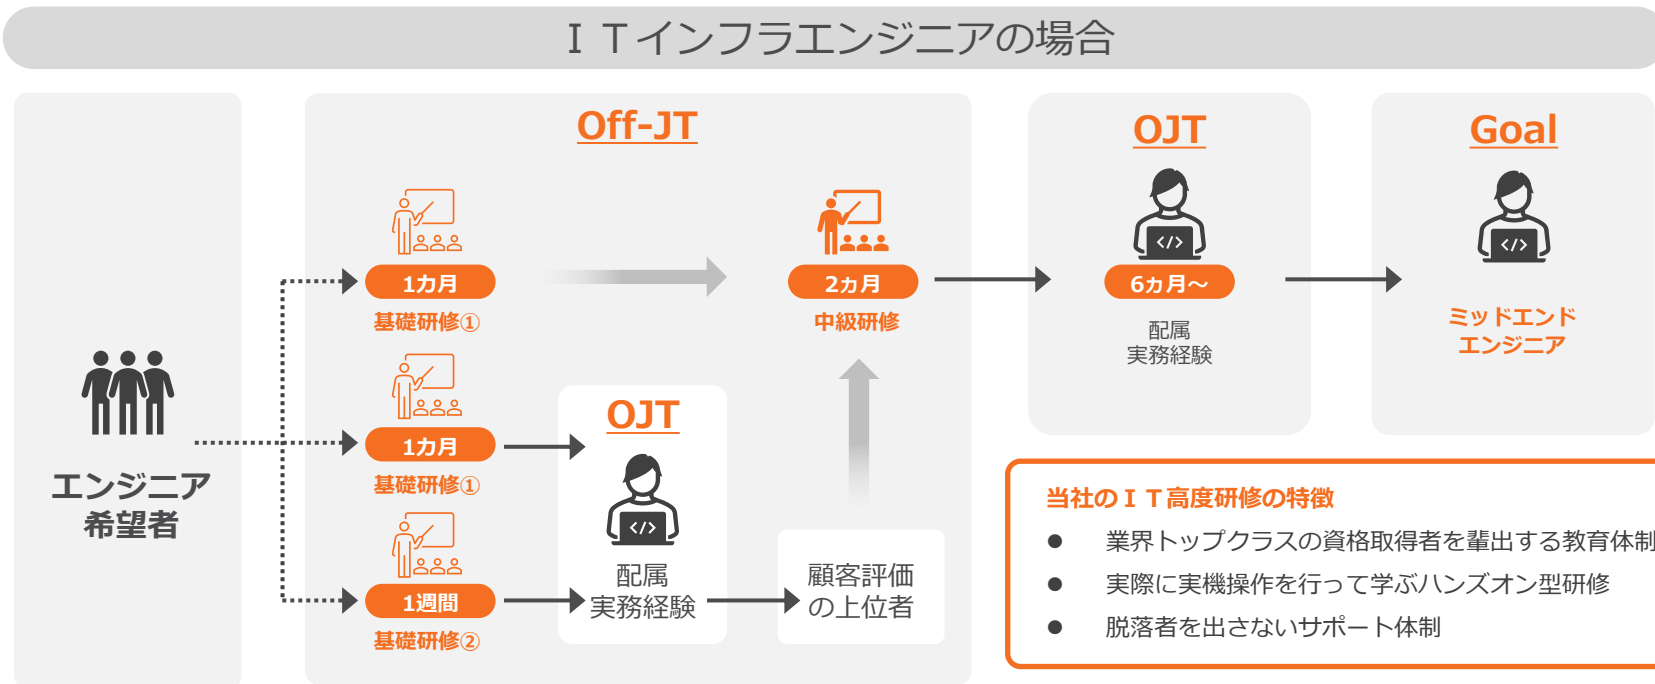 ＩＴインフラエンジニアの場合
エンジニア
希望者
Off-JT
1カ月
基礎研修①
1カ月
基礎研修①
1週間
基礎研修②
OJT
</>
配属
実務経験
顧客評価
の上位者
2カ月
中級研修
OJT
</>
6カ月～
配属
実務経験
Goal
</>
ミッドエンド
エンジニア
当社のＩＴ高度研修の特徴
● 業界トップクラスの資格取得者を輩出する教育体制
● 実際に実機操作を行って学ぶハンズオン型研修
● 脱落者を出さないサポート体制